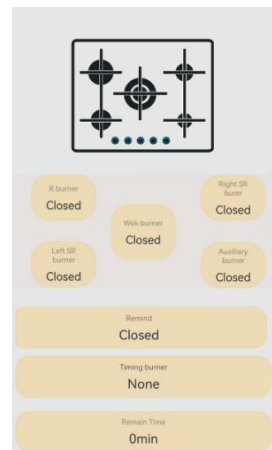 R burner
Closed
Right SR
burer
Closed
Wok burner
Closed
Left SR
burner
Closed
Auxiliary
burner
Closed
Remind
Closed
Timing burner
None
Remain Time
0min